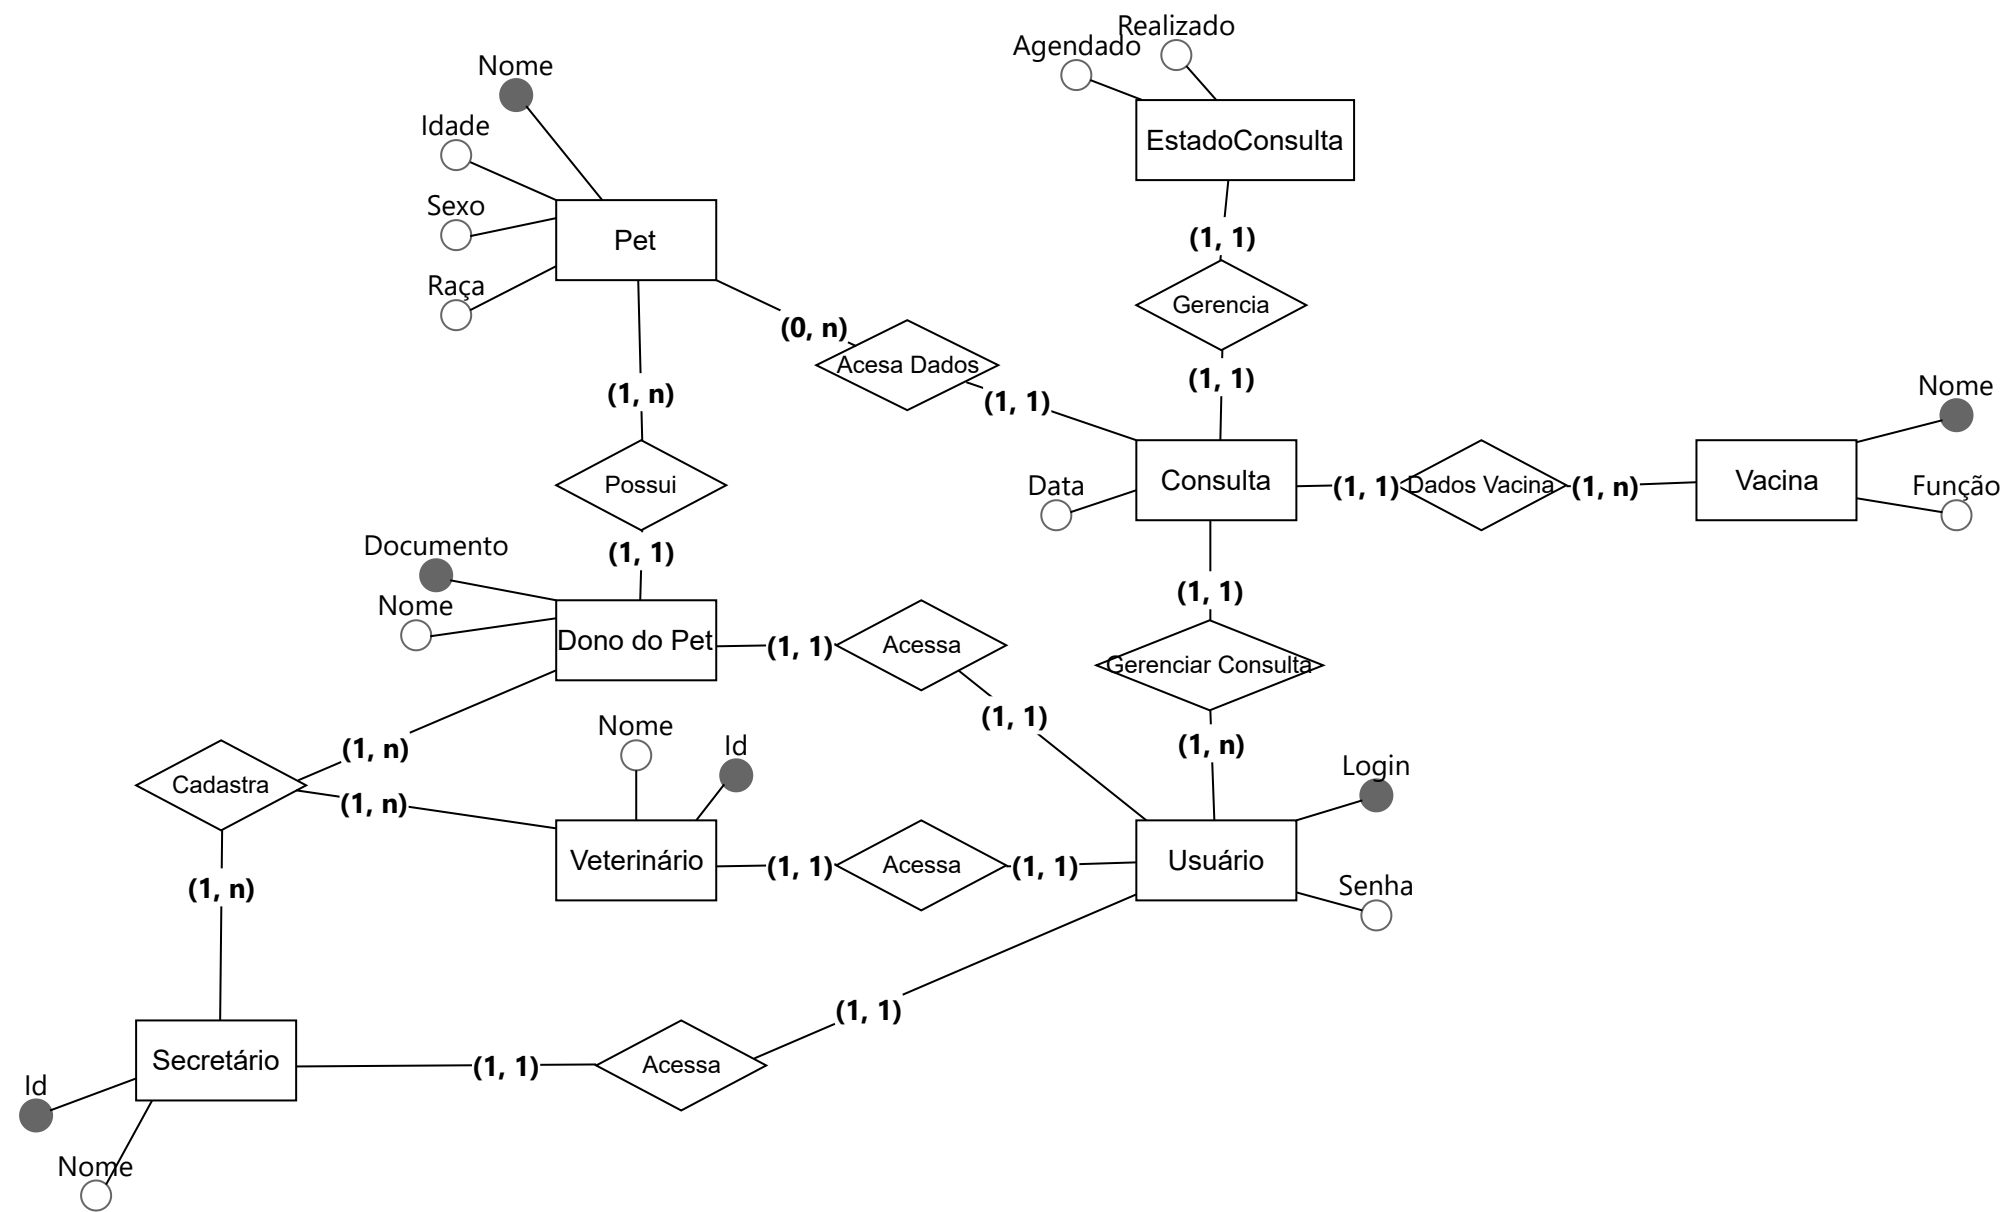 Realizado
Agendado
Nome
Idade
EstadoConsulta
Sexo
Pet
(1, 1)
Raça
Gerencia
(0, n)
Acesa Dados
(1, 1)
(1, n)
(1, 1)
Nome
Possui
Data
Consulta
(1, 1)
Dados Vacina
(1, n)
Vacina
Função
Documento
(1, 1)
Nome
(1, 1)
Dono do Pet
(1, 1)
Acessa
Gerenciar Consulta
(1, 1)
Nome
Id
(1, n)
(1, n)
Login
Cadastra
(1, n)
Veterinário
(1, 1)
Acessa
(1, 1)
Usuário
Senha
(1, n)
(1, 1)
Secretário
(1, 1)
Acessa
Id
Nome